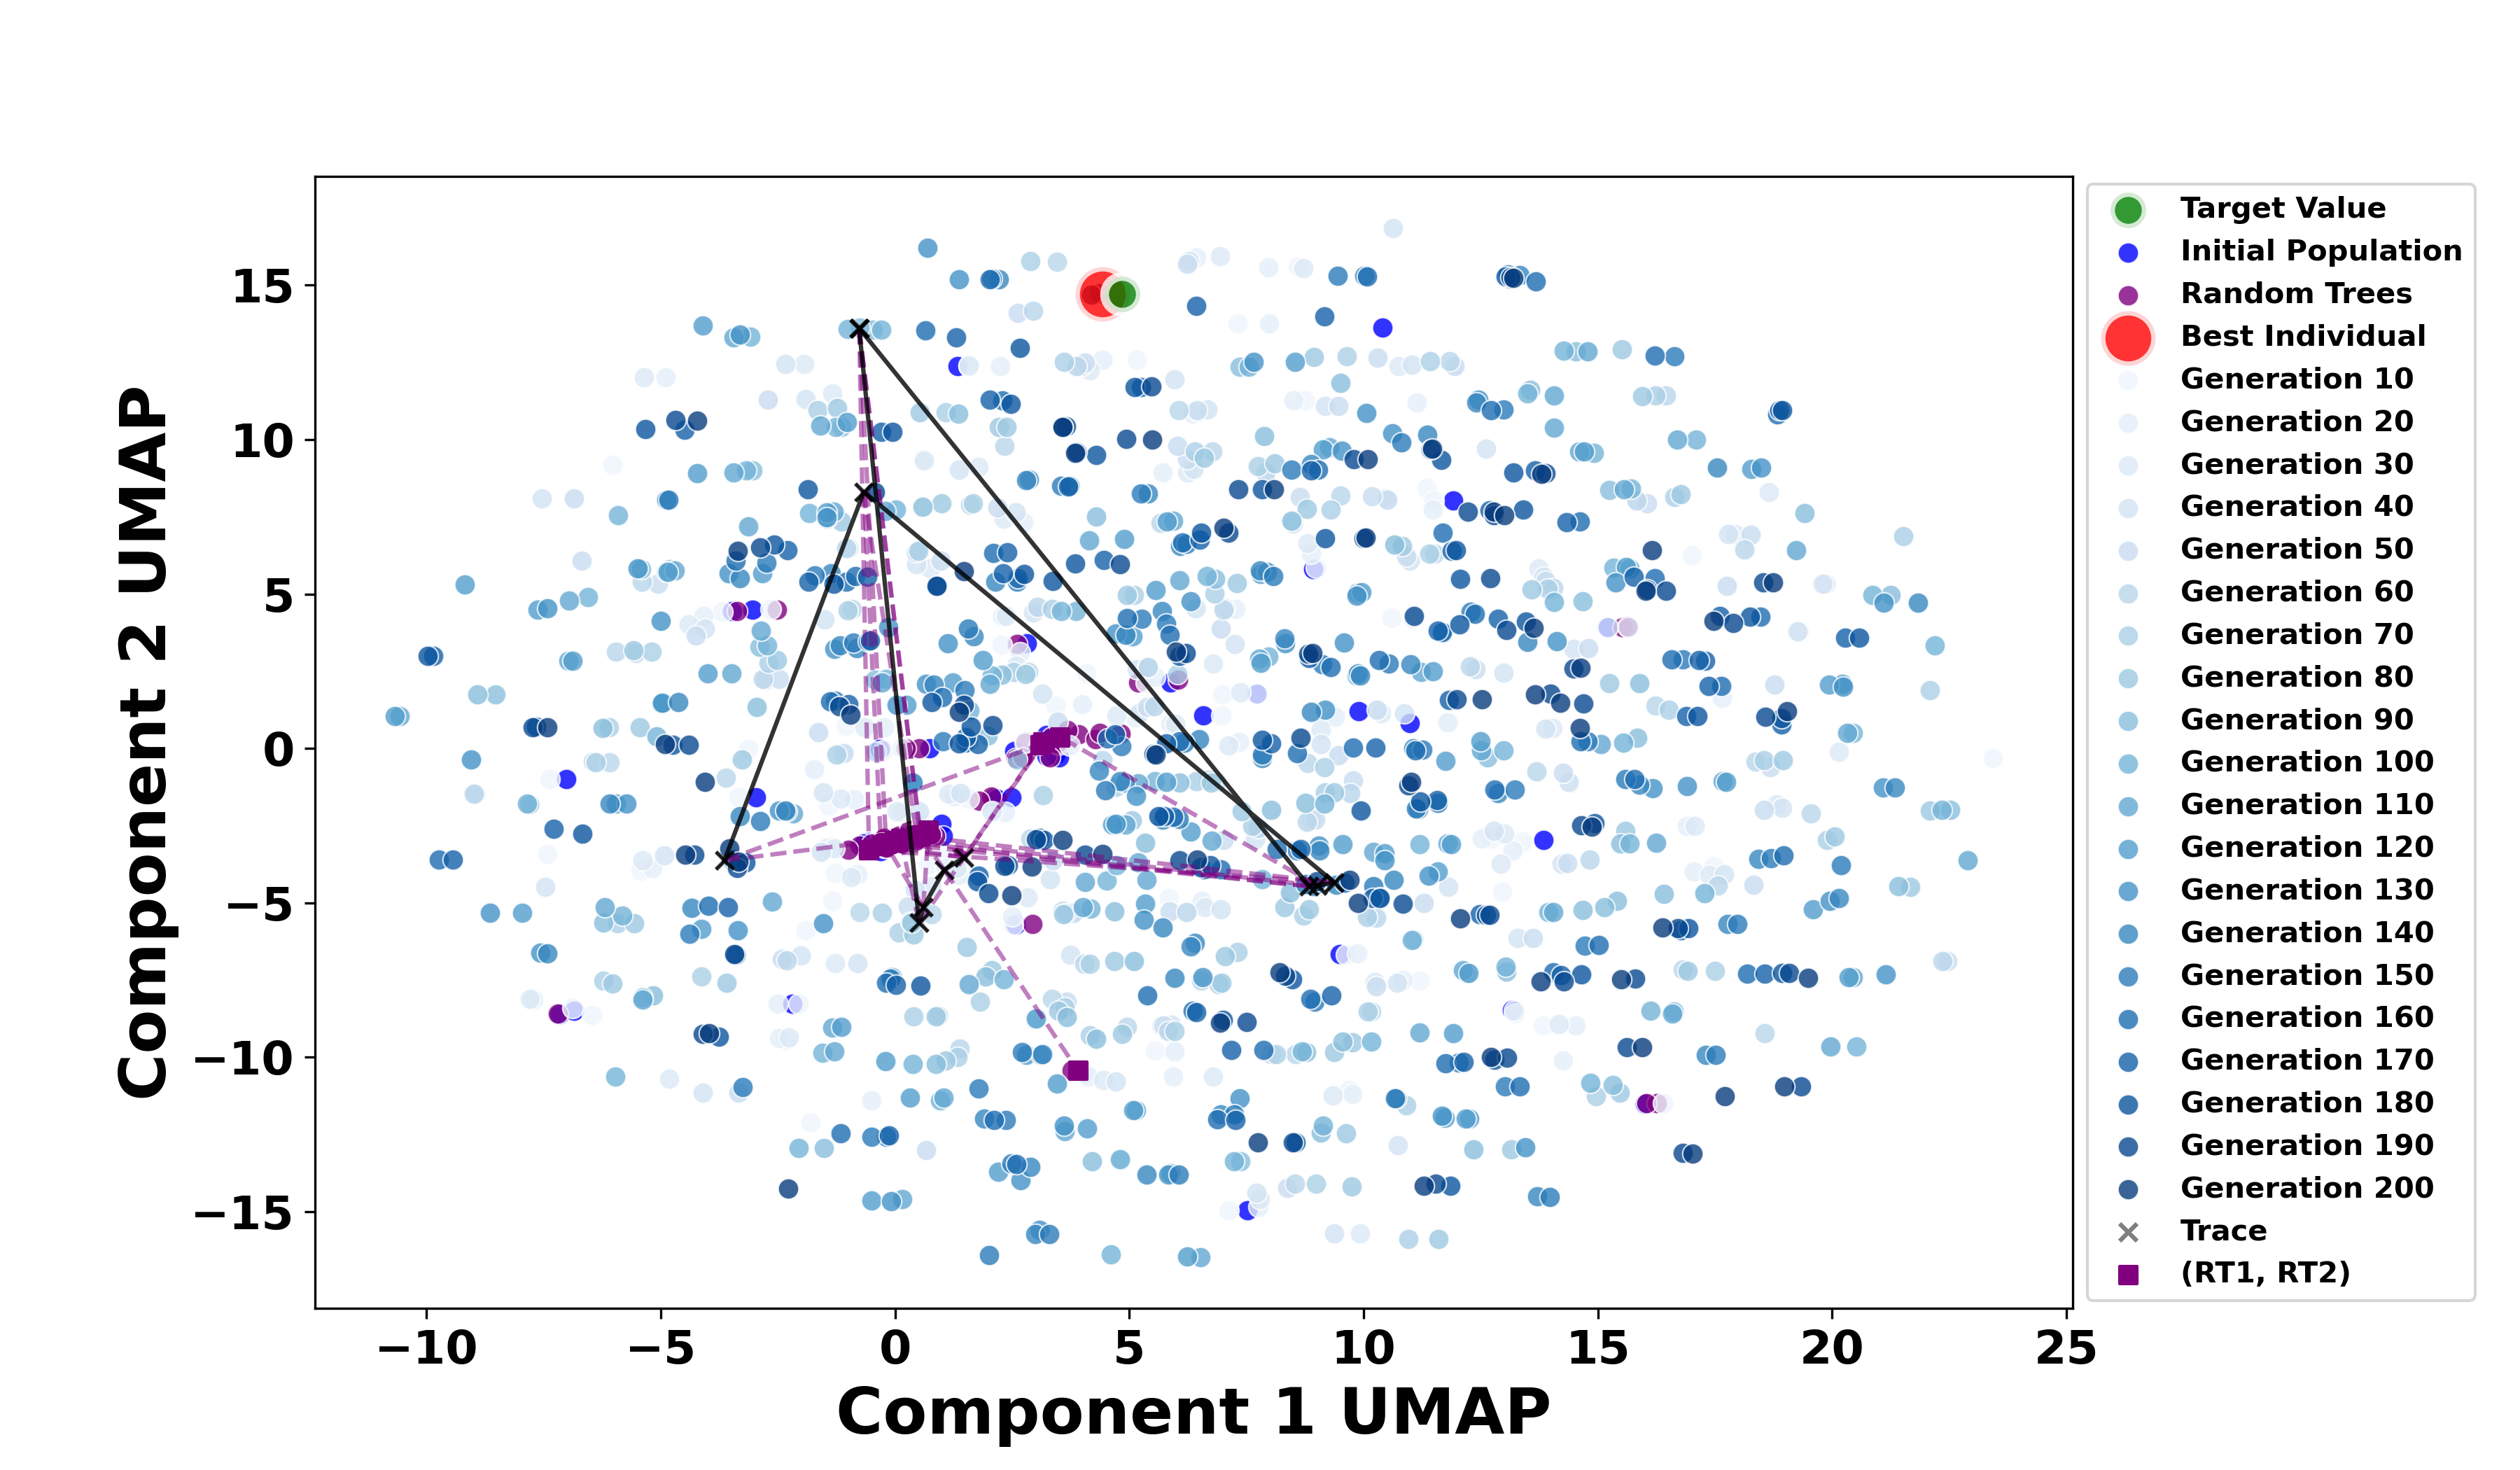 15
10
5
0
−5
−10
−15
Component 2 UMAP
−10
−5
0
5
10
15
20
25
Component 1 UMAP
Target Value
Initial Population
Random Trees
Best Individual
Generation 10
Generation 20
Generation 30
Generation 40
Generation 50
Generation 60
Generation 70
Generation 80
Generation 90
Generation 100
Generation 110
Generation 120
Generation 130
Generation 140
Generation 150
Generation 160
Generation 170
Generation 180
Generation 190
Generation 200
Trace
(RT1, RT2)